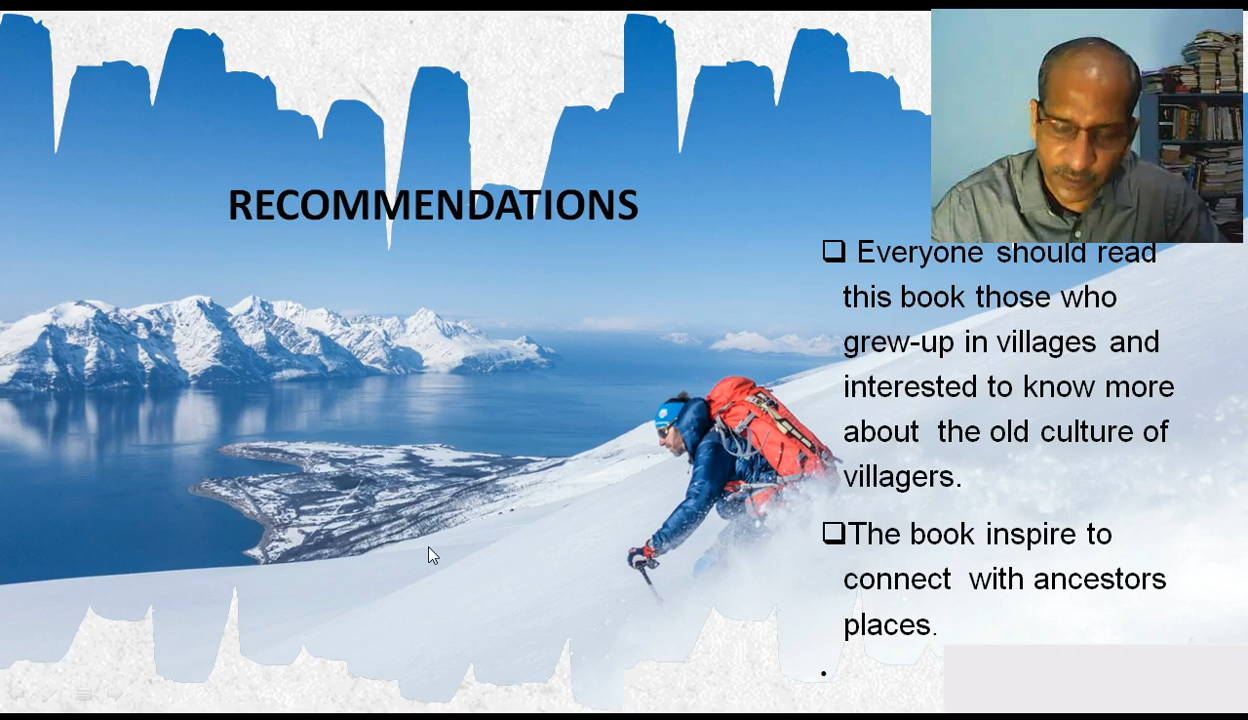 RECOMMENDATIONS
❑ Everyone should read
this book those who
grew-up in villages and
interested to know more
about the old culture of
villagers.
❑The book inspire to
connect with ancestors
places.
•